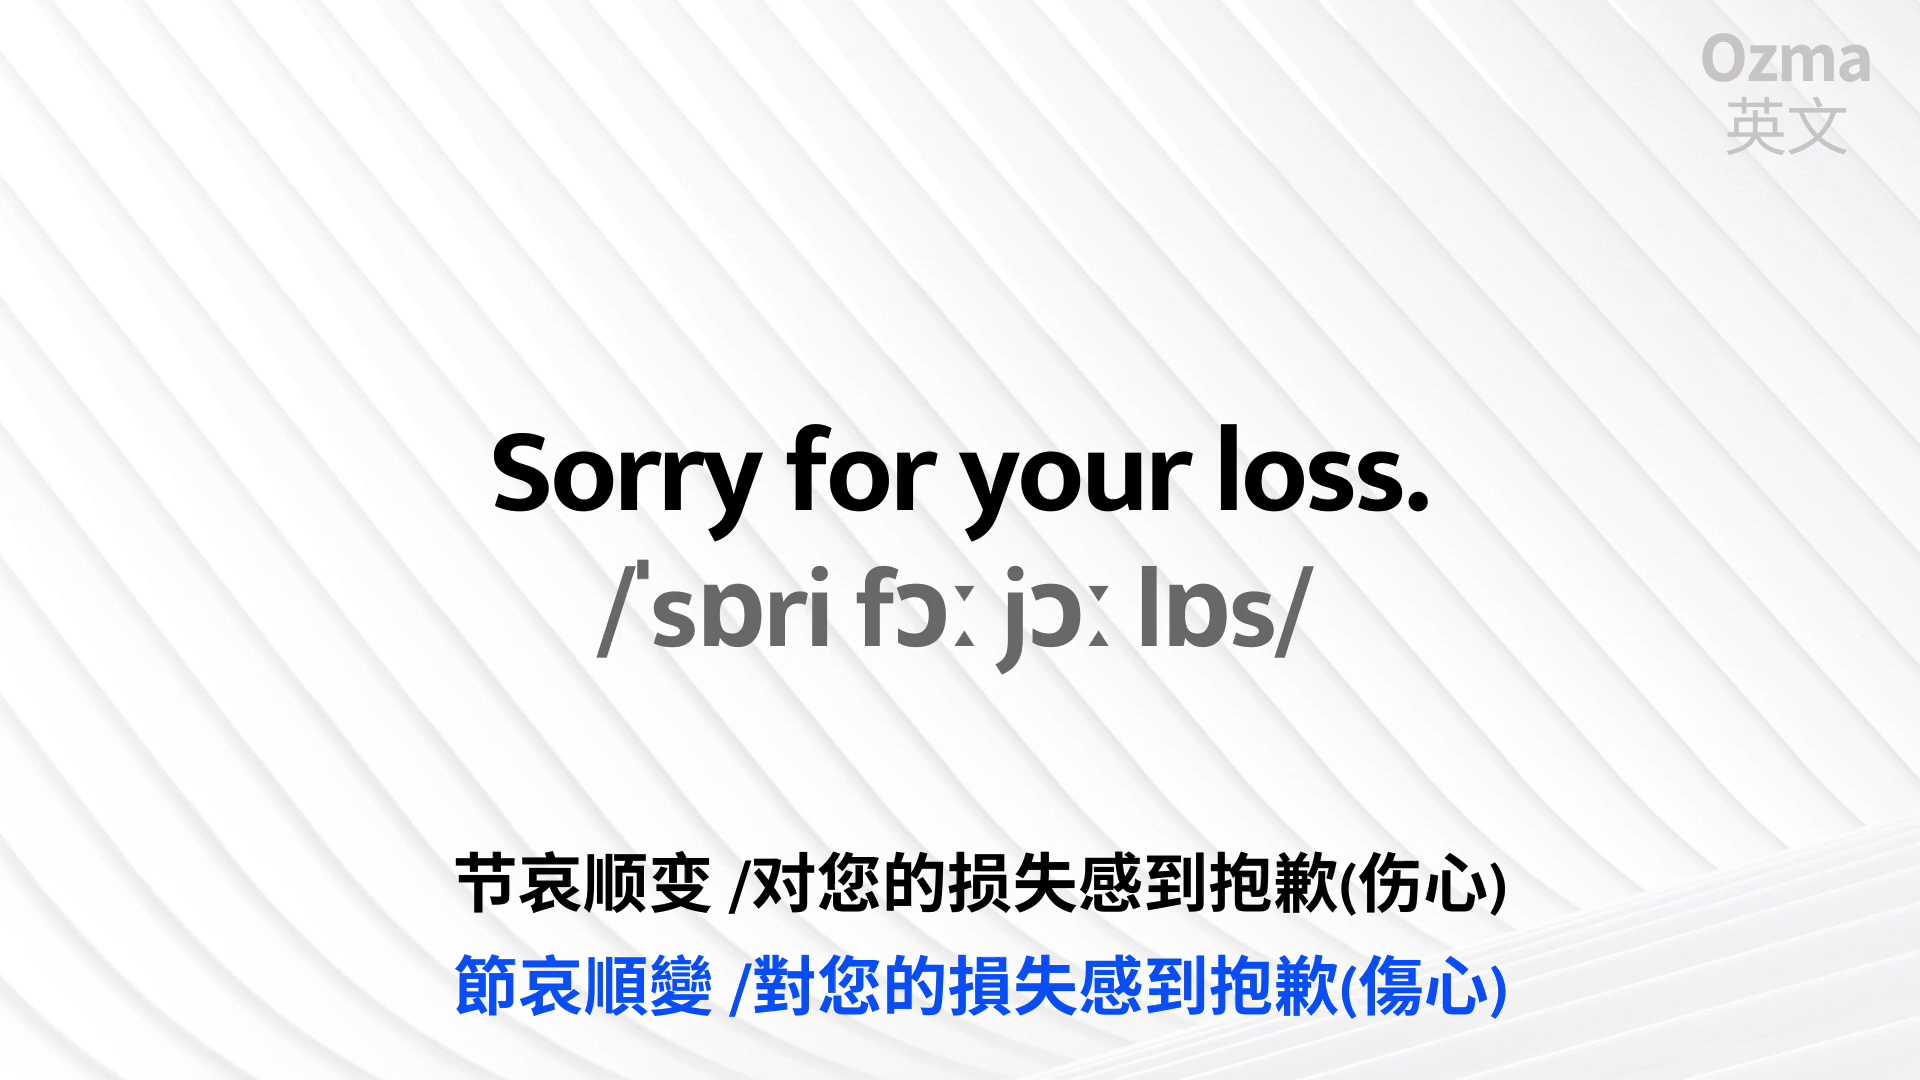 Ozma
英文
Sorry for your loss.
/ˈsɒri fɔː jɔː lɒs/
节哀顺变 /对您的损失感到抱歉(伤心)
節哀順變 /對您的損失感到抱歉(傷心)